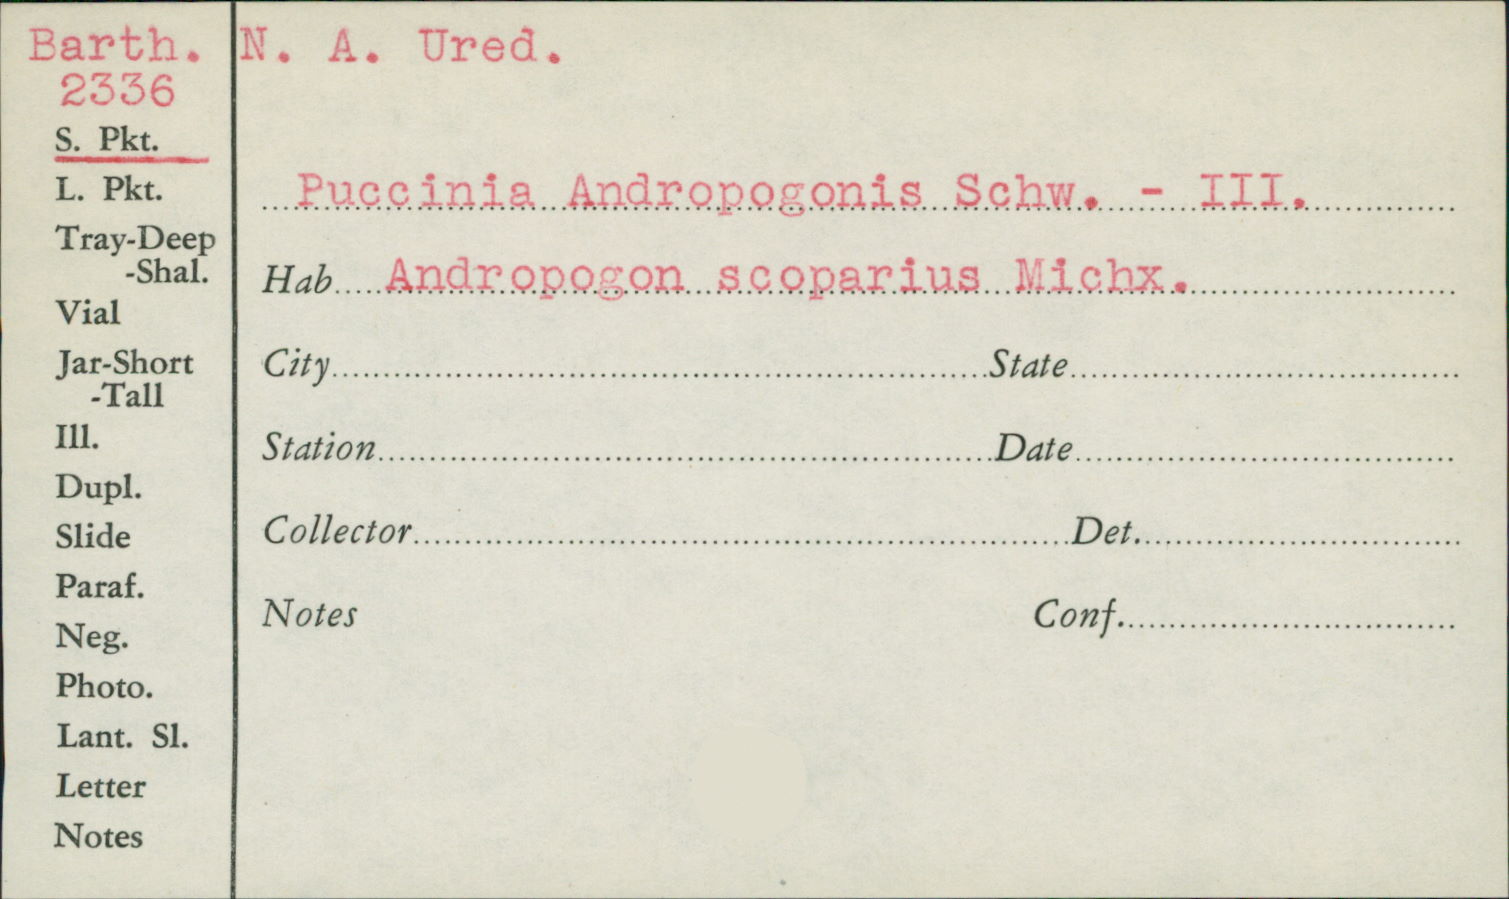 Barth. N. A. Ured.
2336
S. Pkt.
L. Pkt.
Tray-Deep
-Shal.
Vial
Jar-Short
-Tall
Ill.
Dupl.
Slide
Paraf.
Neg.
Photo.
Lant. Sl.
Letter
Notes
Puccinia Andropogonis Schw. - III.
Hab Andropogon scoparius Michx.
City State
Station Date
Collector Det.
Notes Conf.